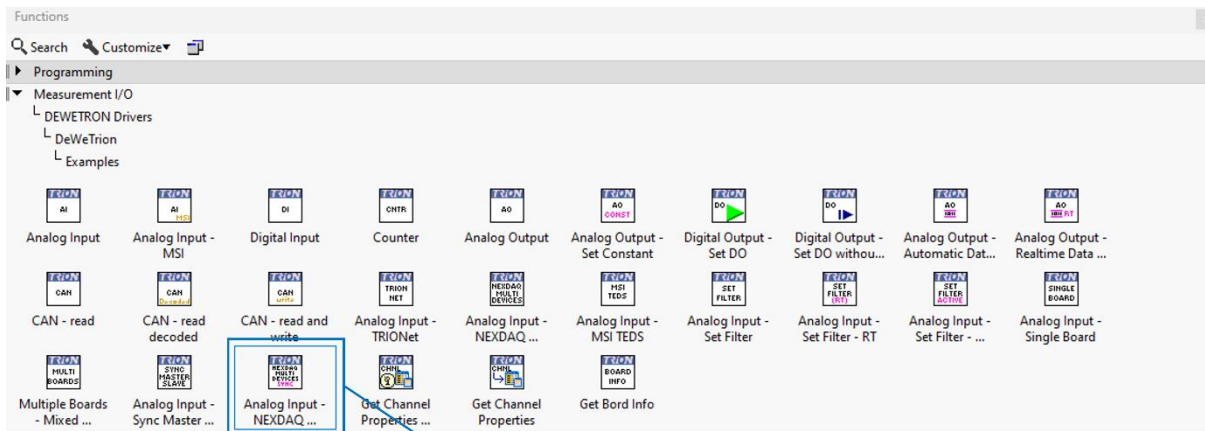 Functions
Search Customize
Programming
Measurement I/O
DEWETRON Drivers
DeWeTrion
Examples
TRION TRION TRION TRION TRION TRION TRION TRION TRION TRION
AI AI MSI DI CNTR AO AO CONST DO DO AO AO RT
Analog Input Analog Input - Digital Input Counter Analog Output Analog Output - Digital Output - Digital Output - Analog Output - Analog Output -
MSI Set Constant Set DO Set DO withou... Automatic Dat... Realtime Data ...
TRION TRION TRION TRION TRION TRION TRION TRION TRION TRION
CAN CAN Decoded CAN write TRION NET NEXDAQ MULTI DEVICES MSI TEDS SET FILTER SET FILTER (RT) SET FILTER ACTIVE SINGLE BOARD
CAN - read CAN - read CAN - read and Analog Input - Analog Input - Analog Input - Analog Input - Analog Input - Analog Input - Analog Input -
decoded write TRIONet NEXDAQ ... MSI TEDS Set Filter Set Filter - RT Set Filter - ... Single Board
TRION TRION TRION TRION TRION TRION
MULTI BOARDS SYNC MASTER SLAVE NEXDAQ MULTI DEVICES SYNC CHNL CHNL BOARD INFO
Multiple Boards Analog Input - Analog Input - Get Channel Get Channel Get Bord Info
- Mixed ... Sync Master ... NEXDAQ ... Properties ... Properties